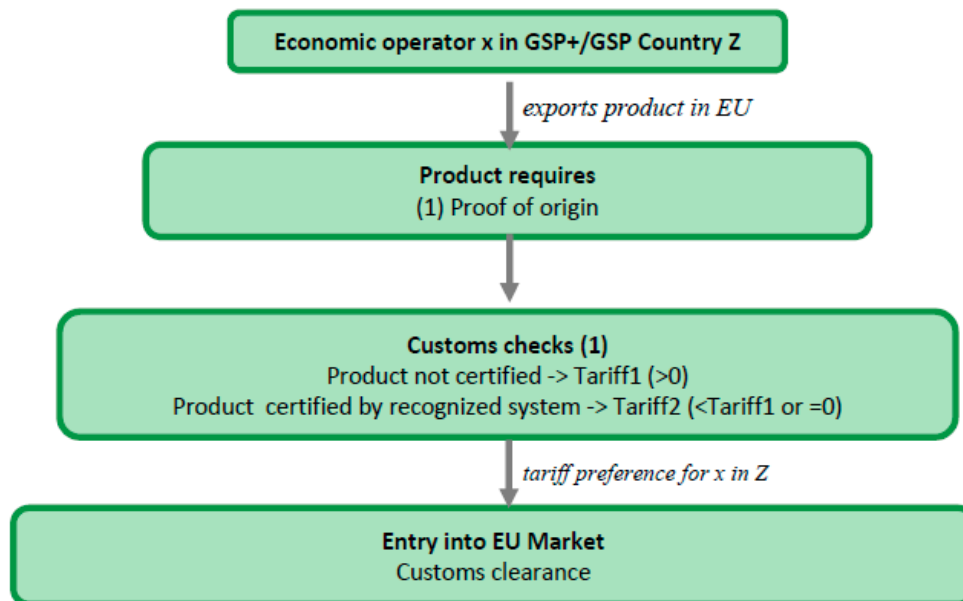 Economic operator x in GSP+/GSP Country Z
exports product in EU
Product requires
(1) Proof of origin
Customs checks (1)
Product not certified -> Tariff1 (>0)
Product certified by recognized system -> Tariff2 (<Tariff1 or =0)
tariff preference for x in Z
Entry into EU Market
Customs clearance